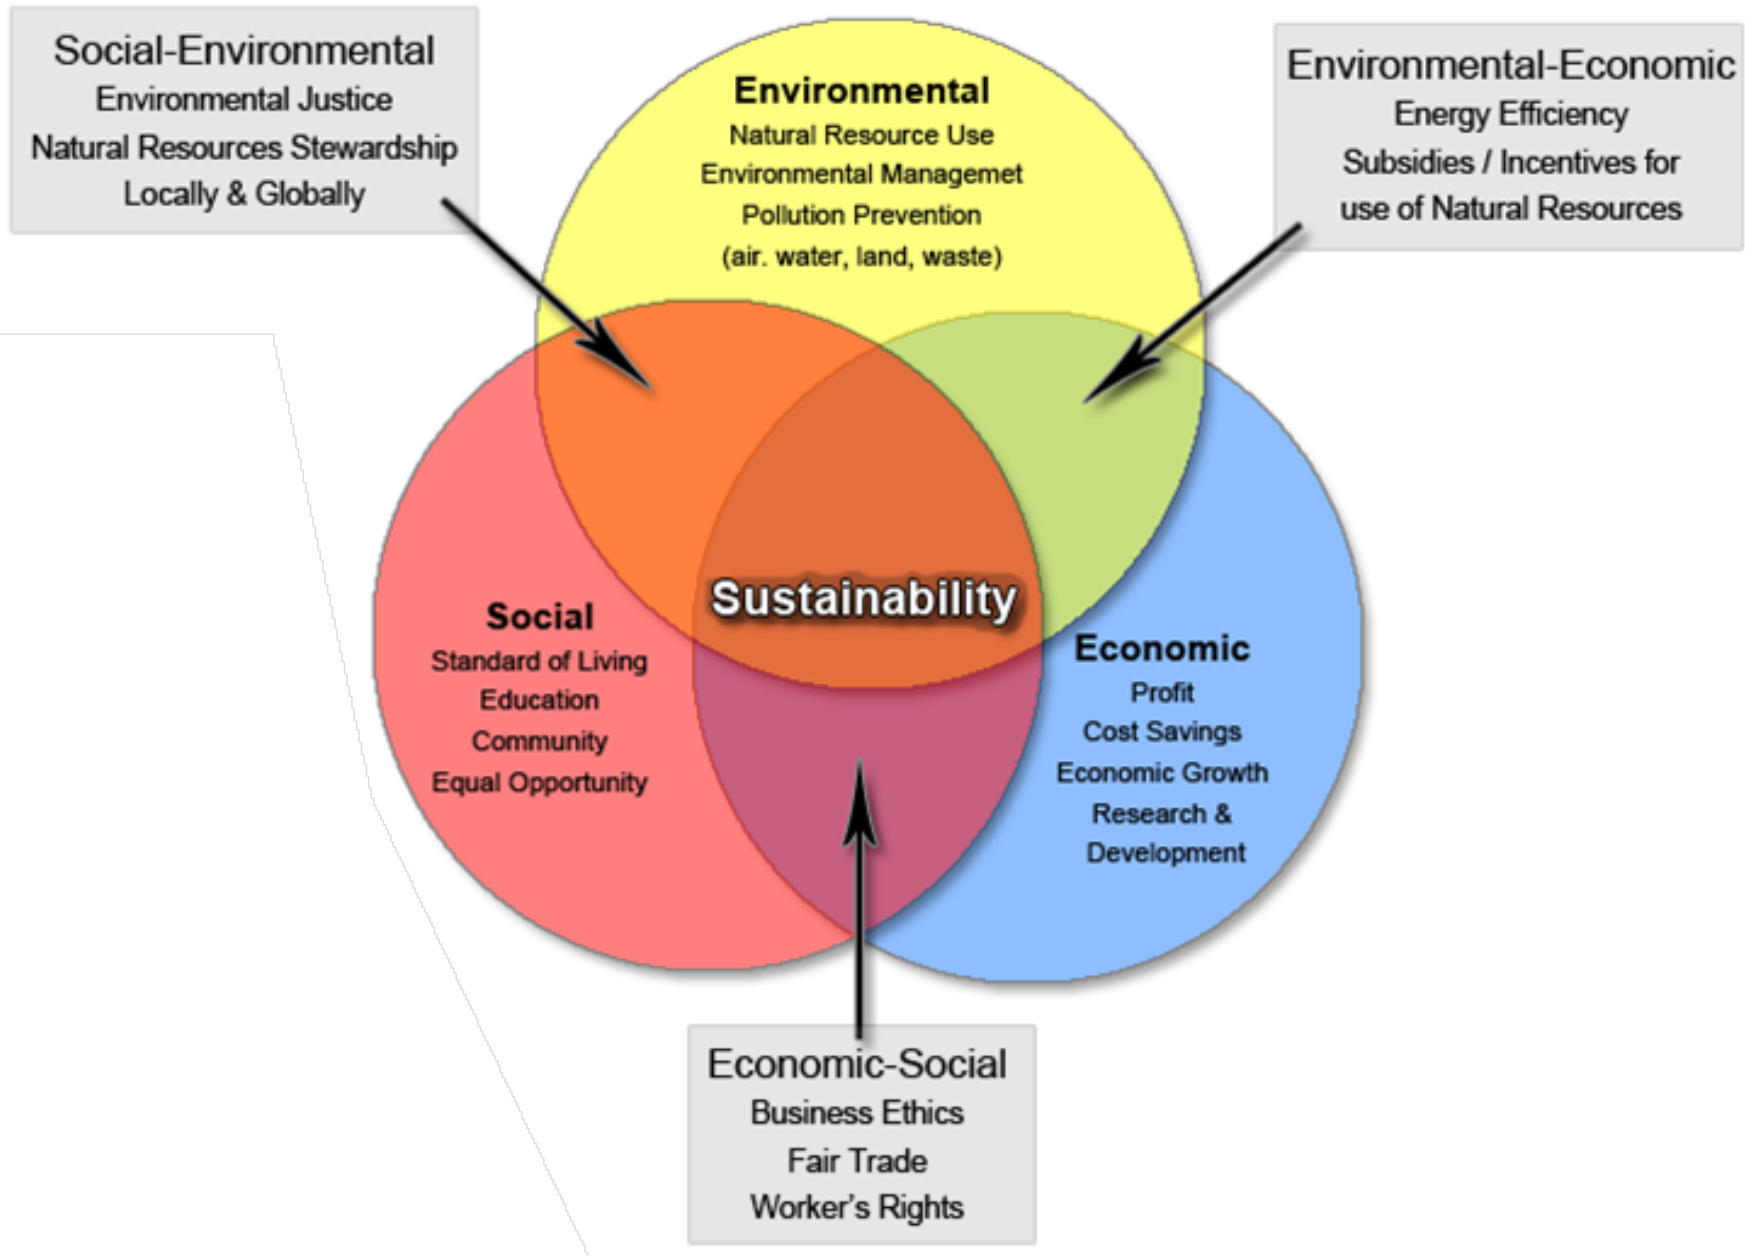 Social-Environmental
Environmental Justice
Natural Resources Stewardship
Locally & Globally
Environmental-Economic
Energy Efficiency
Subsidies / Incentives for
use of Natural Resources
Environmental
Natural Resource Use
Environmental Managemet
Pollution Prevention
(air. water, land, waste)
Sustainability
Social
Standard of Living
Education
Community
Equal Opportunity
Economic
Profit
Cost Savings
Economic Growth
Research &
Development
Economic-Social
Business Ethics
Fair Trade
Worker's Rights